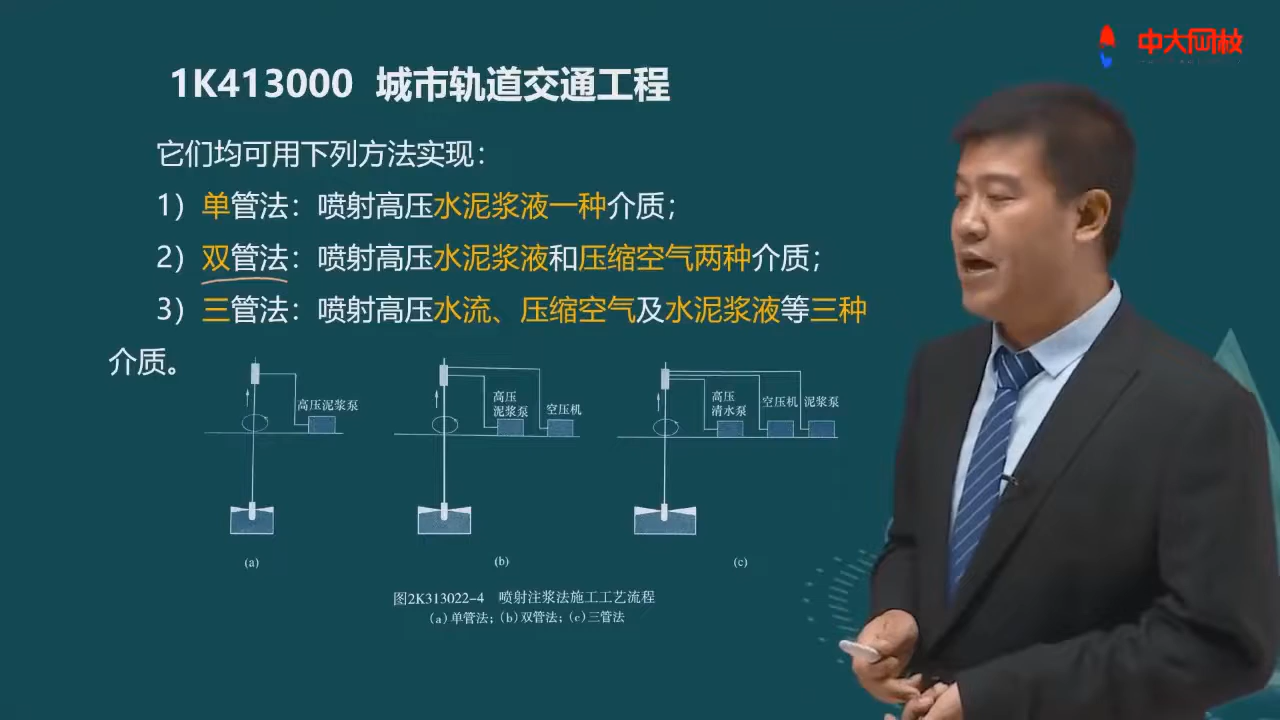 中大网校
1K413000 城市轨道交通工程
它们均可用下列方法实现：
1）单管法：喷射高压水泥浆液一种介质；
2）双管法：喷射高压水泥浆液和压缩空气两种介质；
3）三管法：喷射高压水流、压缩空气及水泥浆液等三种
介质。
高压泥浆泵
高压
泥浆泵
空压机
高压
清水泵
空压机
泥浆泵
(a)
(b)
(c)
图2K313022-4 喷射注浆法施工工艺流程
(a)单管法；(b)双管法；(c)三管法